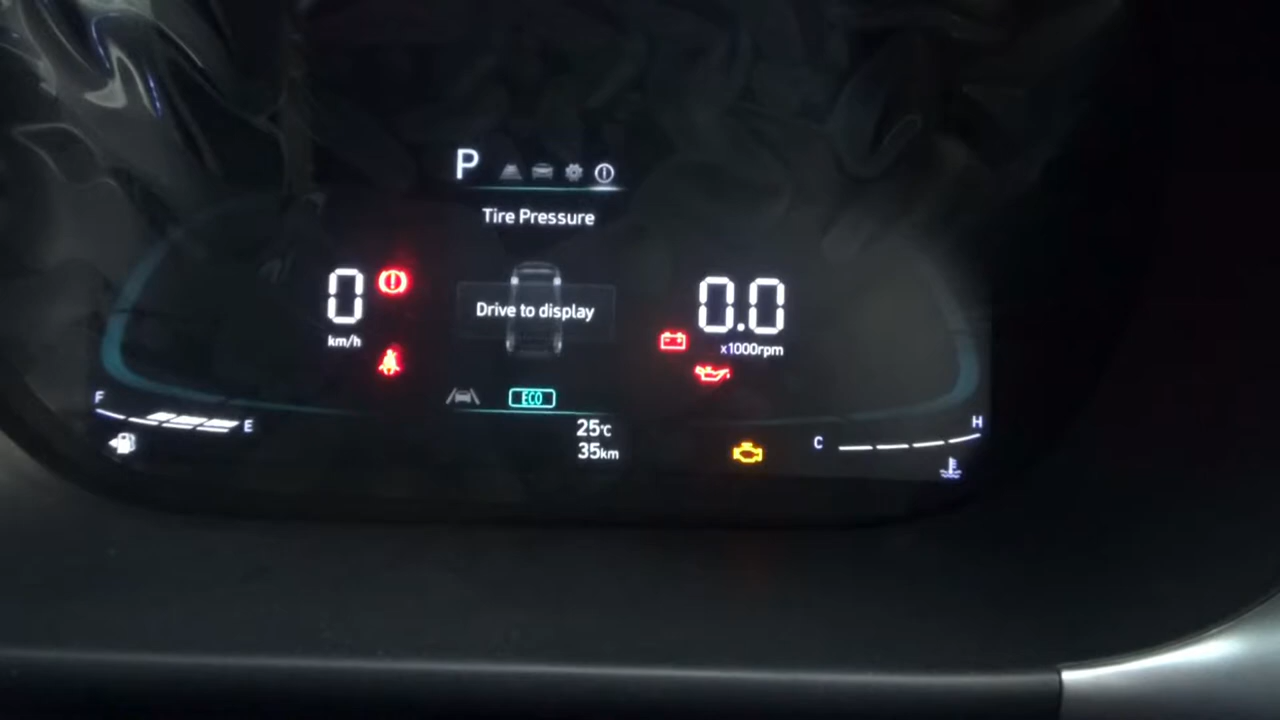 P
Tire Pressure
0
km/h
Drive to display
0.0
x1000rpm
ECO
F
E
25°C
35km
C
H